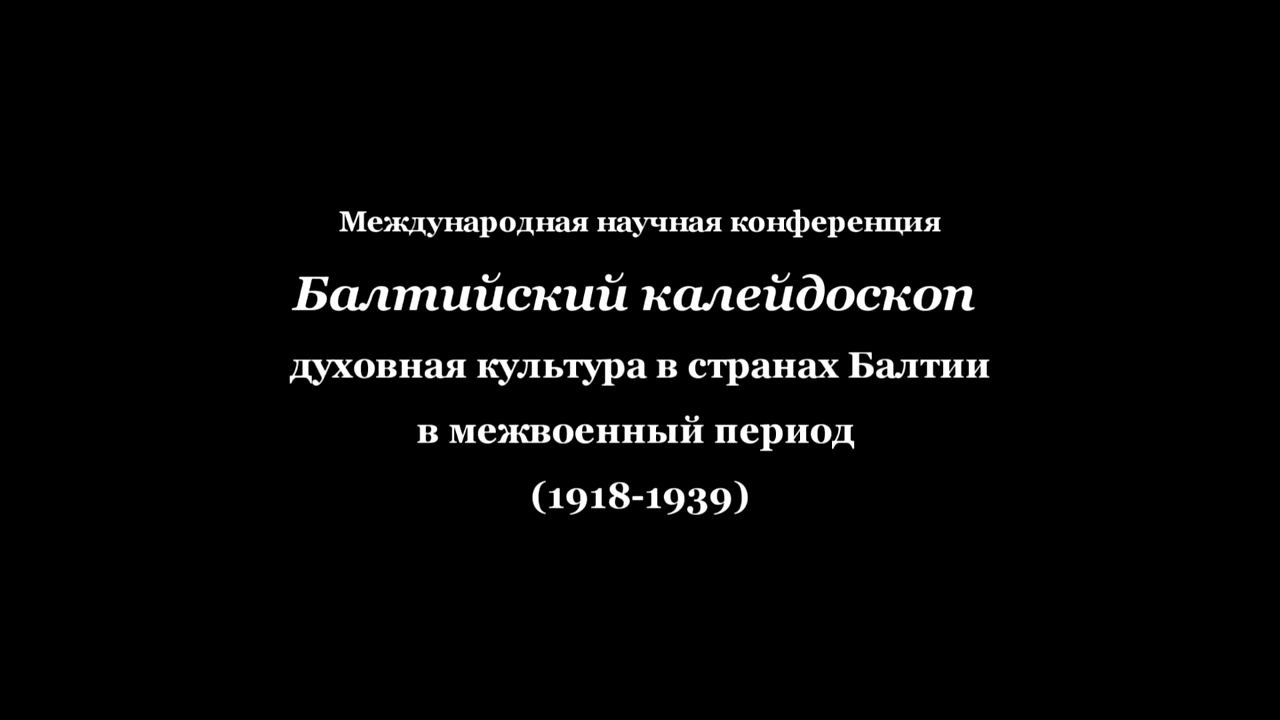 Международная научная конференция
Балтийский калейдоскоп
духовная культура в странах Балтии
в межвоенный период
(1918-1939)